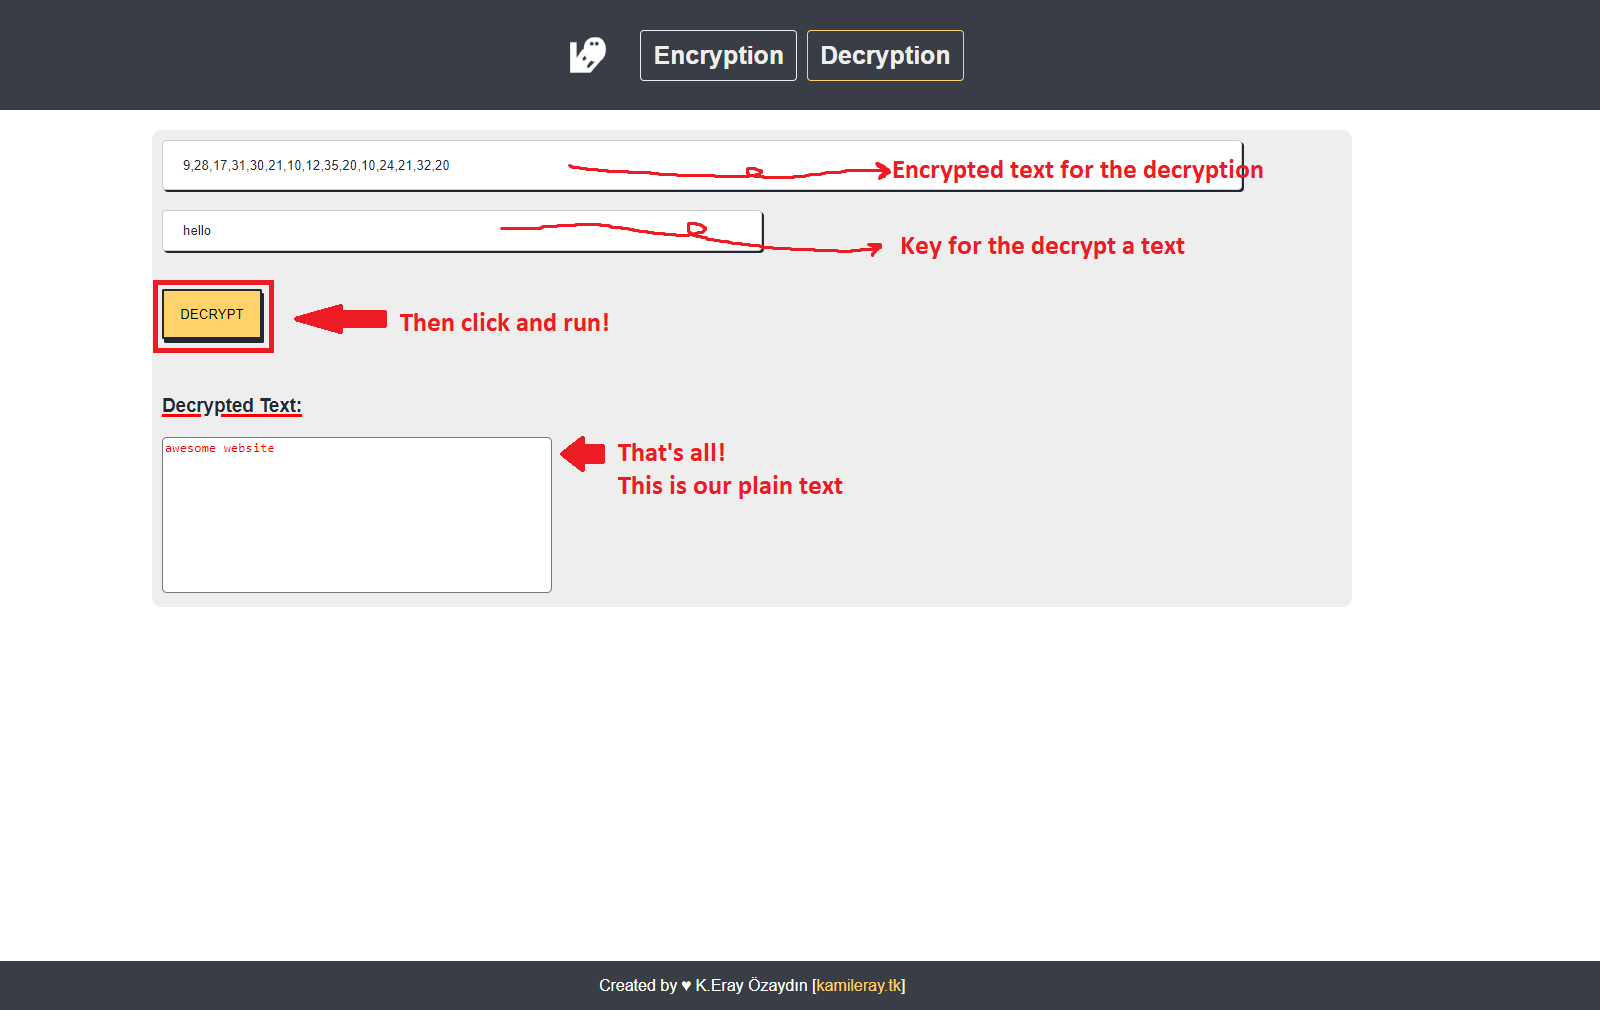 Encryption Decryption
9,28,17,31,30,21,10,12,35,20,10,24,21,32,20
Encrypted text for the decryption
hello
Key for the decrypt a text
DECRYPT
Then click and run!
Decrypted Text:
awesome website
That's all!
This is our plain text
Created by ♥ K.Eray Özaydın [kamileray.tk]